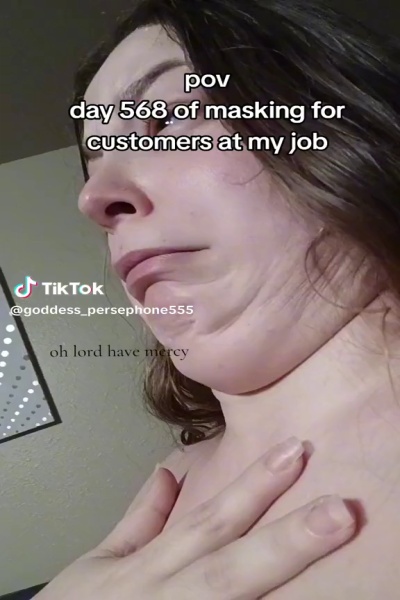 pov
day 568 of masking for
customers at my job
TikTok
@goddess_persephone555
oh lord have mercy